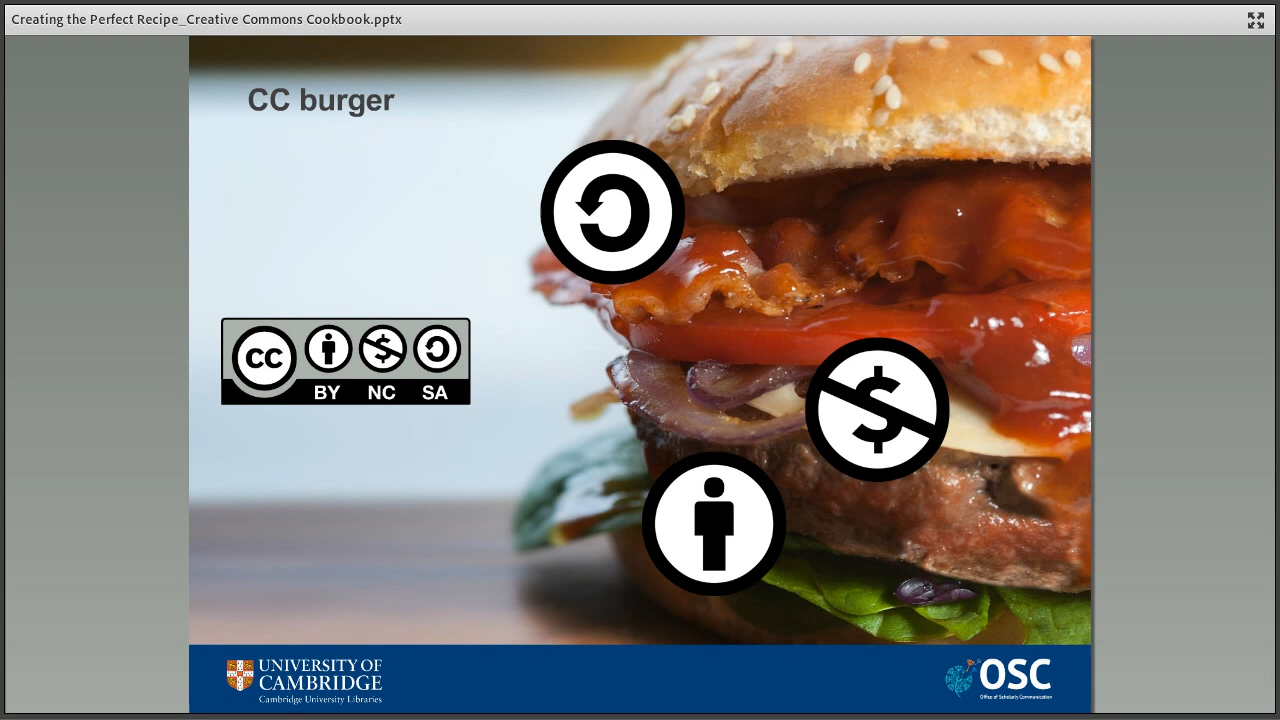 Creating the Perfect Recipe_Creative Commons Cookbook.pptx
CC burger
CC
BY NC SA
UNIVERSITY OF
CAMBRIDGE
Cambridge University Libraries
OSC
Office of Scholarly Communication